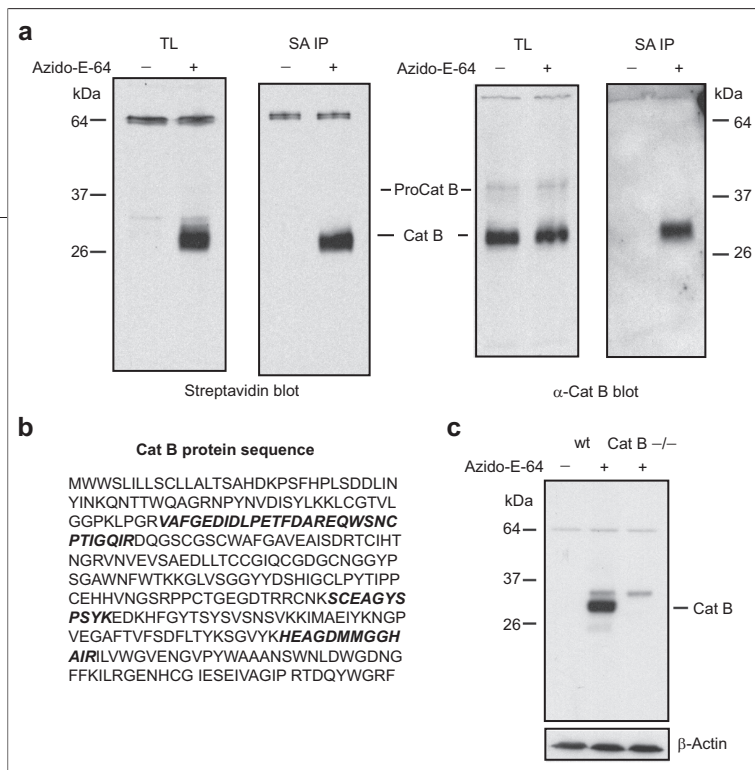 a
TL SA IP TL SA IP
Azido-E-64 – + – + Azido-E-64 – + – +
kDa kDa
64 64
37 37
ProCat B
Cat B
26 26
Streptavidin blot α-Cat B blot
b
Cat B protein sequence
MWWSLILLSCLLALTSAHDKPSFHPLSDDLIN
YINKQNTTWQAGRNPYNVDISYLKKLCGTVL
GGPKLPGRVAFGEDIDLPETFDAREQWSNC
PTIGQIRDQGSCGSCWAFGAVEAISDRTCIHT
NGRVNVEVSAEDLLTCCGIQCGDGCNGGYP
SGAWNFWTKKGLVSGGYYDSHIGCLPYTIPP
CEHHVNGSRPPCTGEGDTRRCNKSCEAGYS
PSYKEDKHFGYTSYSVSNSVKKIMAEIYKNGP
VEGAFTVFSDFLTYKSGVYKHEAGDMMGGH
AIRILVWGVENGVPYWAAANSWNLDWGDNG
FFKILRGENHCG IESEIVAGIP RTDQYWGRF
c
wt Cat B –/–
Azido-E-64 – + +
kDa
64
37
Cat B
26
β-Actin